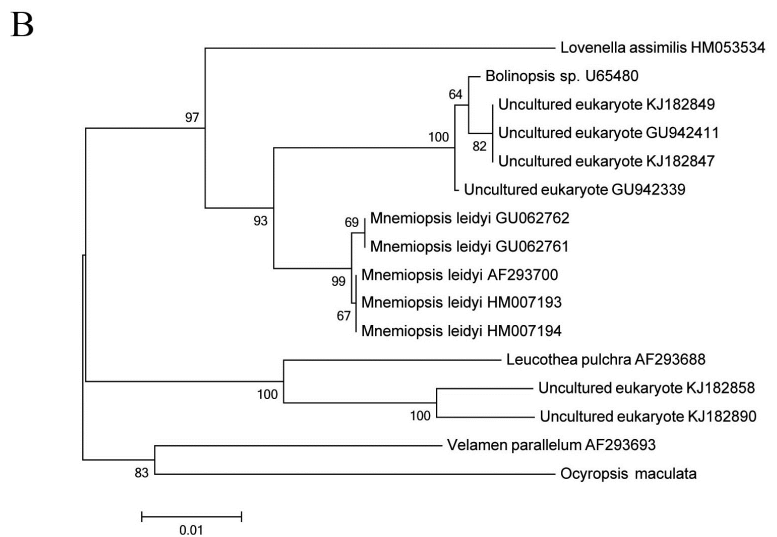 B
Lovenella assimilis HM053534
Bolinopsis sp. U65480
64
Uncultured eukaryote KJ182849
97
Uncultured eukaryote GU942411
100
82
Uncultured eukaryote KJ182847
Uncultured eukaryote GU942339
93
69
Mnemiopsis leidyi GU062762
Mnemiopsis leidyi GU062761
99
Mnemiopsis leidyi AF293700
Mnemiopsis leidyi HM007193
67
Mnemiopsis leidyi HM007194
Leucothea pulchra AF293688
100
Uncultured eukaryote KJ182858
100
Uncultured eukaryote KJ182890
Velamen parallelum AF293693
83
Ocyropsis maculata
0.01